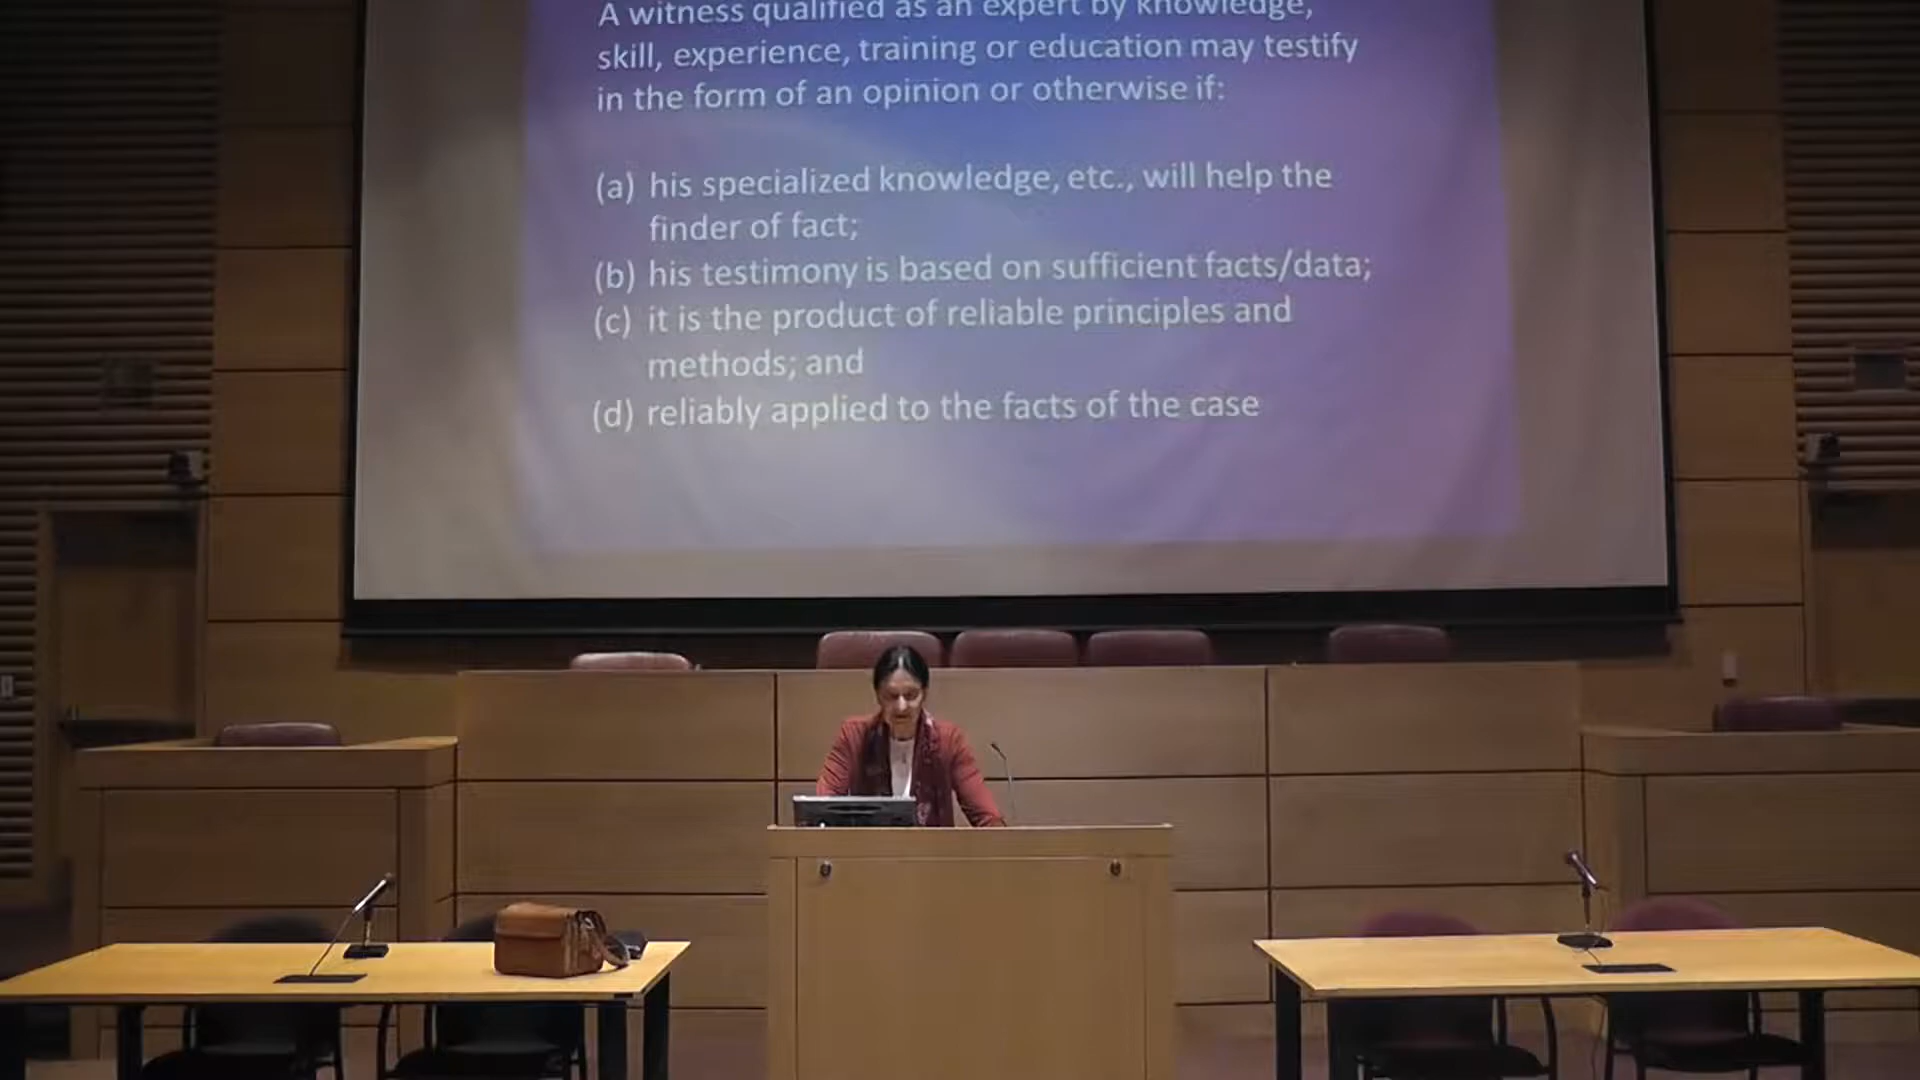 A witness qualified as an expert by knowledge,
skill, experience, training or education may testify
in the form of an opinion or otherwise if:
(a) his specialized knowledge, etc., will help the
finder of fact;
(b) his testimony is based on sufficient facts/data;
(c) it is the product of reliable principles and
methods; and
(d) reliably applied to the facts of the case